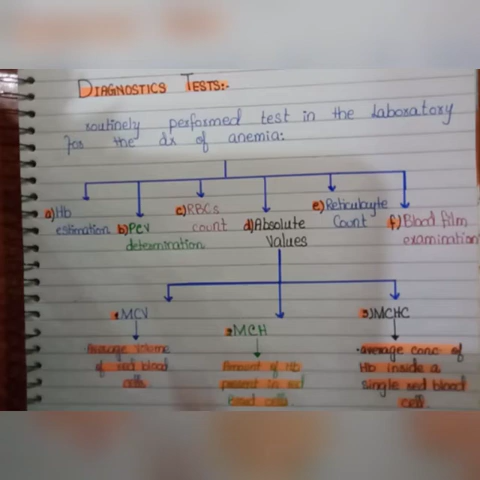 DIAGNOSTICS TESTS:-
routinely performed test in the Laboratory
for the dx of anemia:
a) Hb
estimation
b) PCV
determination
c) RBCs
count
d) Absolute
values
e) Reticulocyte
Count
f) Blood film
examination
1) MCV
Average volume
of red blood
cells
2) MCH
Amount of Hb
present in red
Blood cells.
3) MCHC
• average conc of
Hb inside a
single red blood
cell.